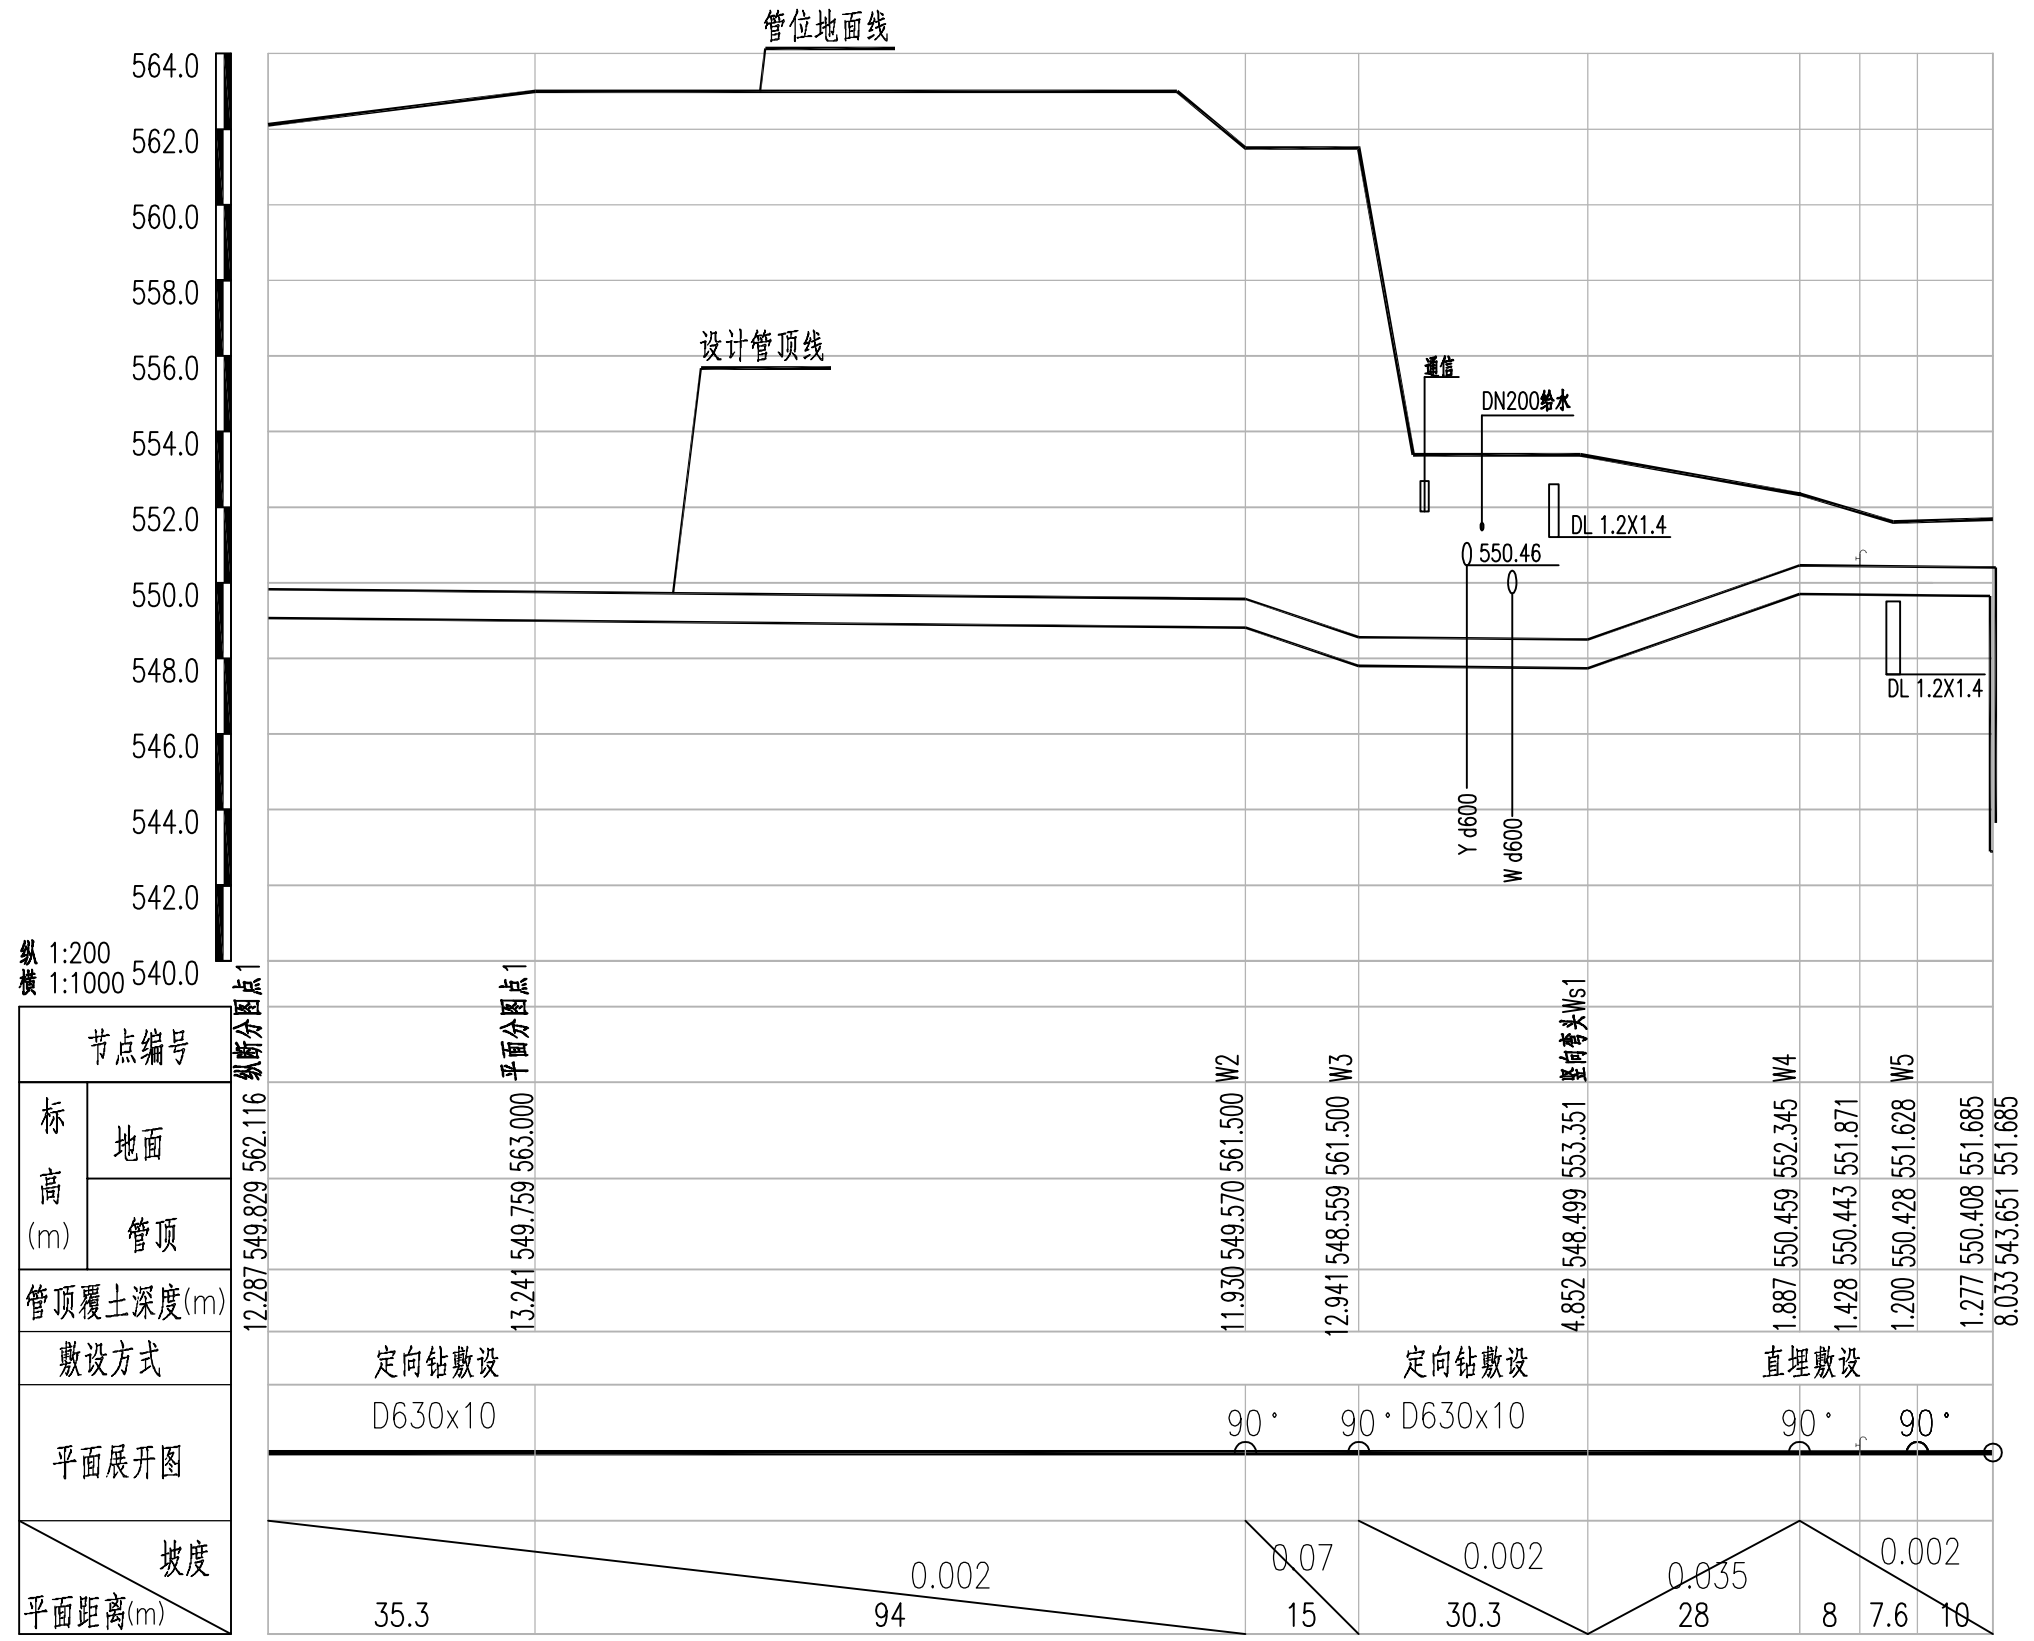 管位地面线
564.0
562.0
560.0
558.0
设计管顶线
556.0
通信
DN200给水
554.0
552.0
DL 1.2X1.4
550.46
550.0
548.0
DL 1.2X1.4
546.0
544.0
Y d600
W d600
542.0
纵 1:200
横 1:1000
540.0
节点编号
纵断分图点1
平面分图点1
W2
W3
竖向弯头Ws1
W4
W5
标高(m)
地面
562.116
563.000
561.500
561.500
553.351
552.345
551.871
551.628
551.685
551.685
管顶
549.829
549.759
549.570
548.559
548.499
550.459
550.443
550.428
550.408
543.651
管顶覆土深度(m)
12.287
13.241
11.930
12.941
4.852
1.887
1.428
1.200
1.277
8.033
敷设方式
定向钻敷设
定向钻敷设
直埋敷设
平面展开图
D630x10
90°
90°
D630x10
90°
90°
坡度
0.002
0.07
0.002
0.035
0.002
平面距离(m)
35.3
94
15
30.3
28
8
7.6
10